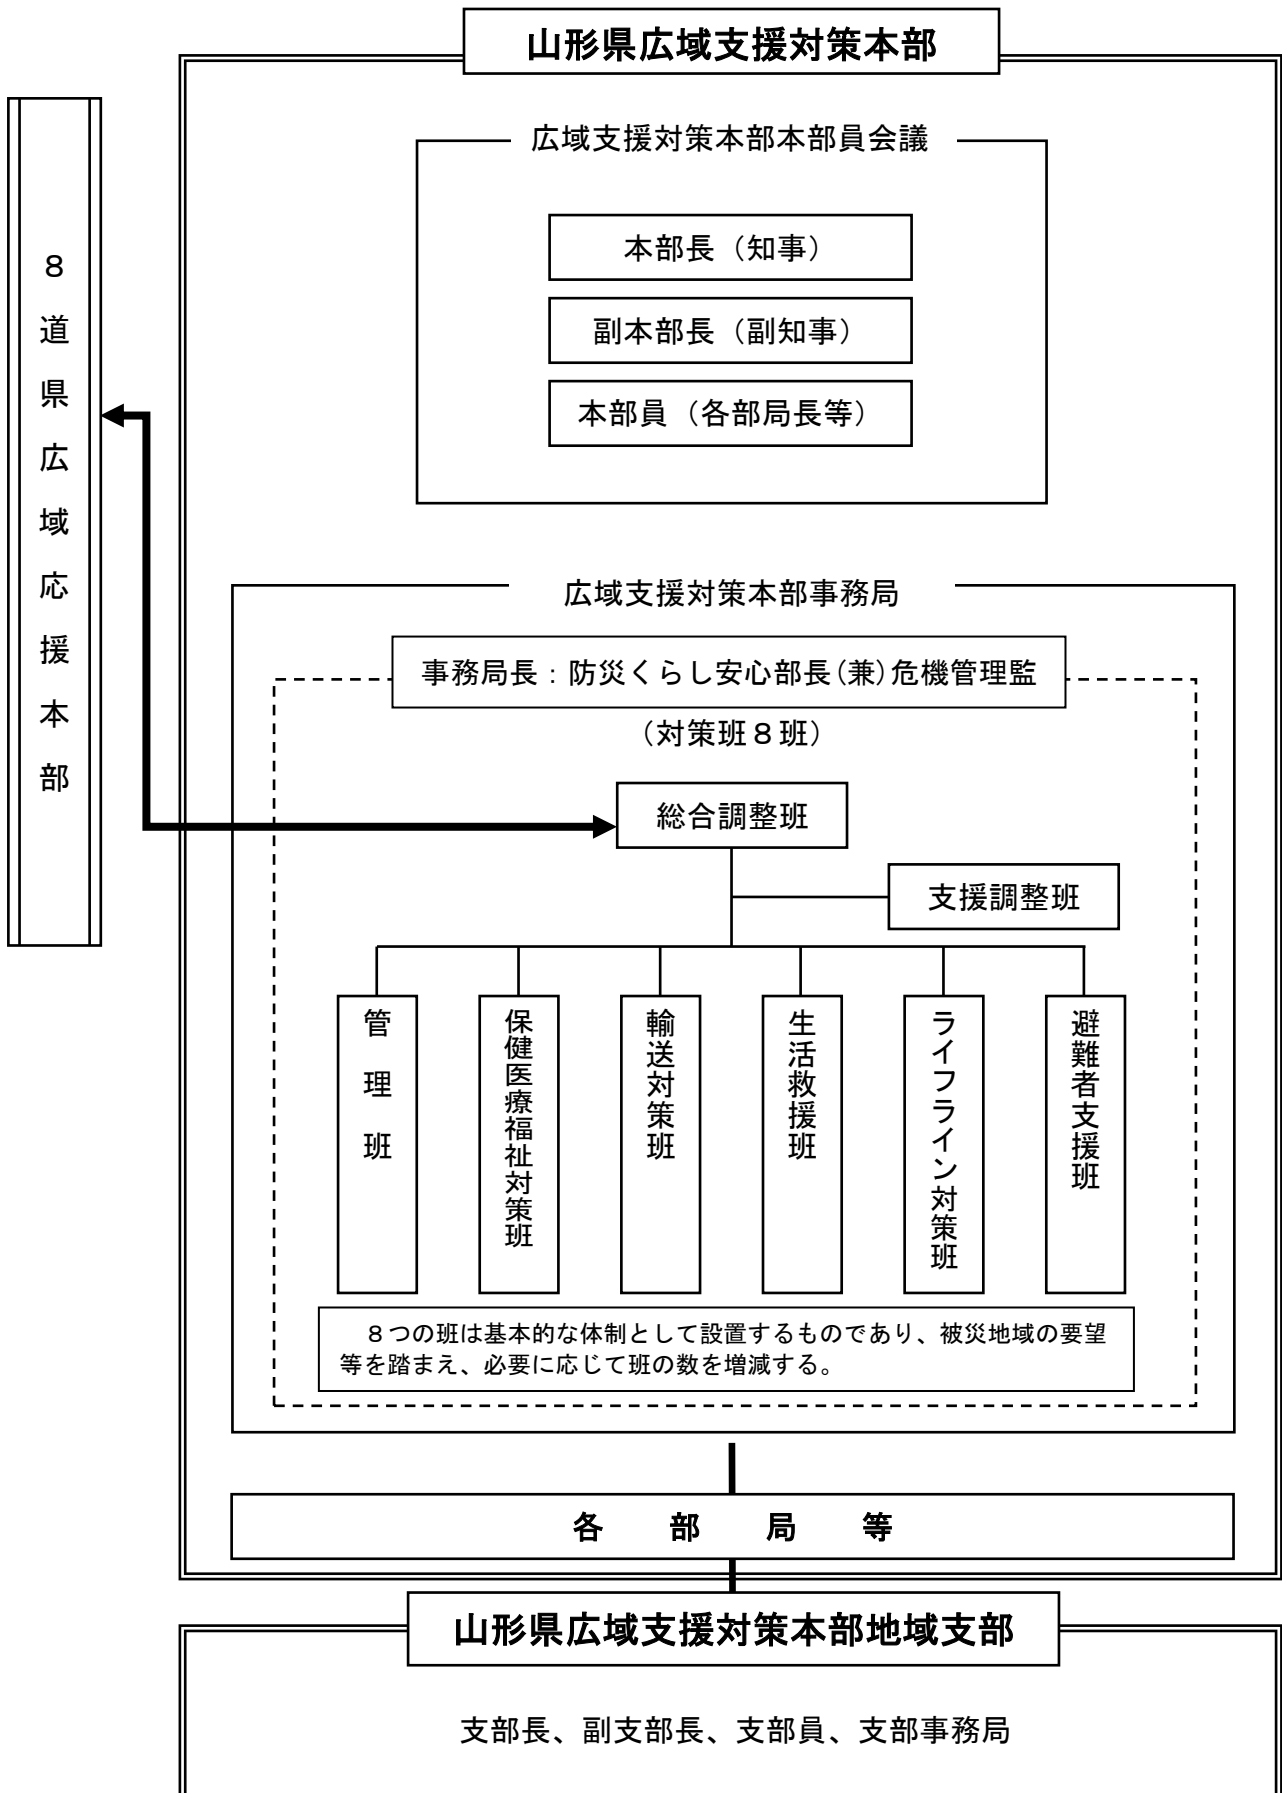 山形県広域支援対策本部
８道県広域応援本部
広域支援対策本部本部員会議
本部長（知事）
副本部長（副知事）
本部員（各部局長等）
広域支援対策本部事務局
事務局長：防災くらし安心部長(兼)危機管理監
（対策班８班）
総合調整班
支援調整班
管理班
保健医療福祉対策班
輸送対策班
生活救援班
ライフライン対策班
避難者支援班
８つの班は基本的な体制として設置するものであり、被災地域の要望
等を踏まえ、必要に応じて班の数を増減する。
各部局等
山形県広域支援対策本部地域支部
支部長、副支部長、支部員、支部事務局